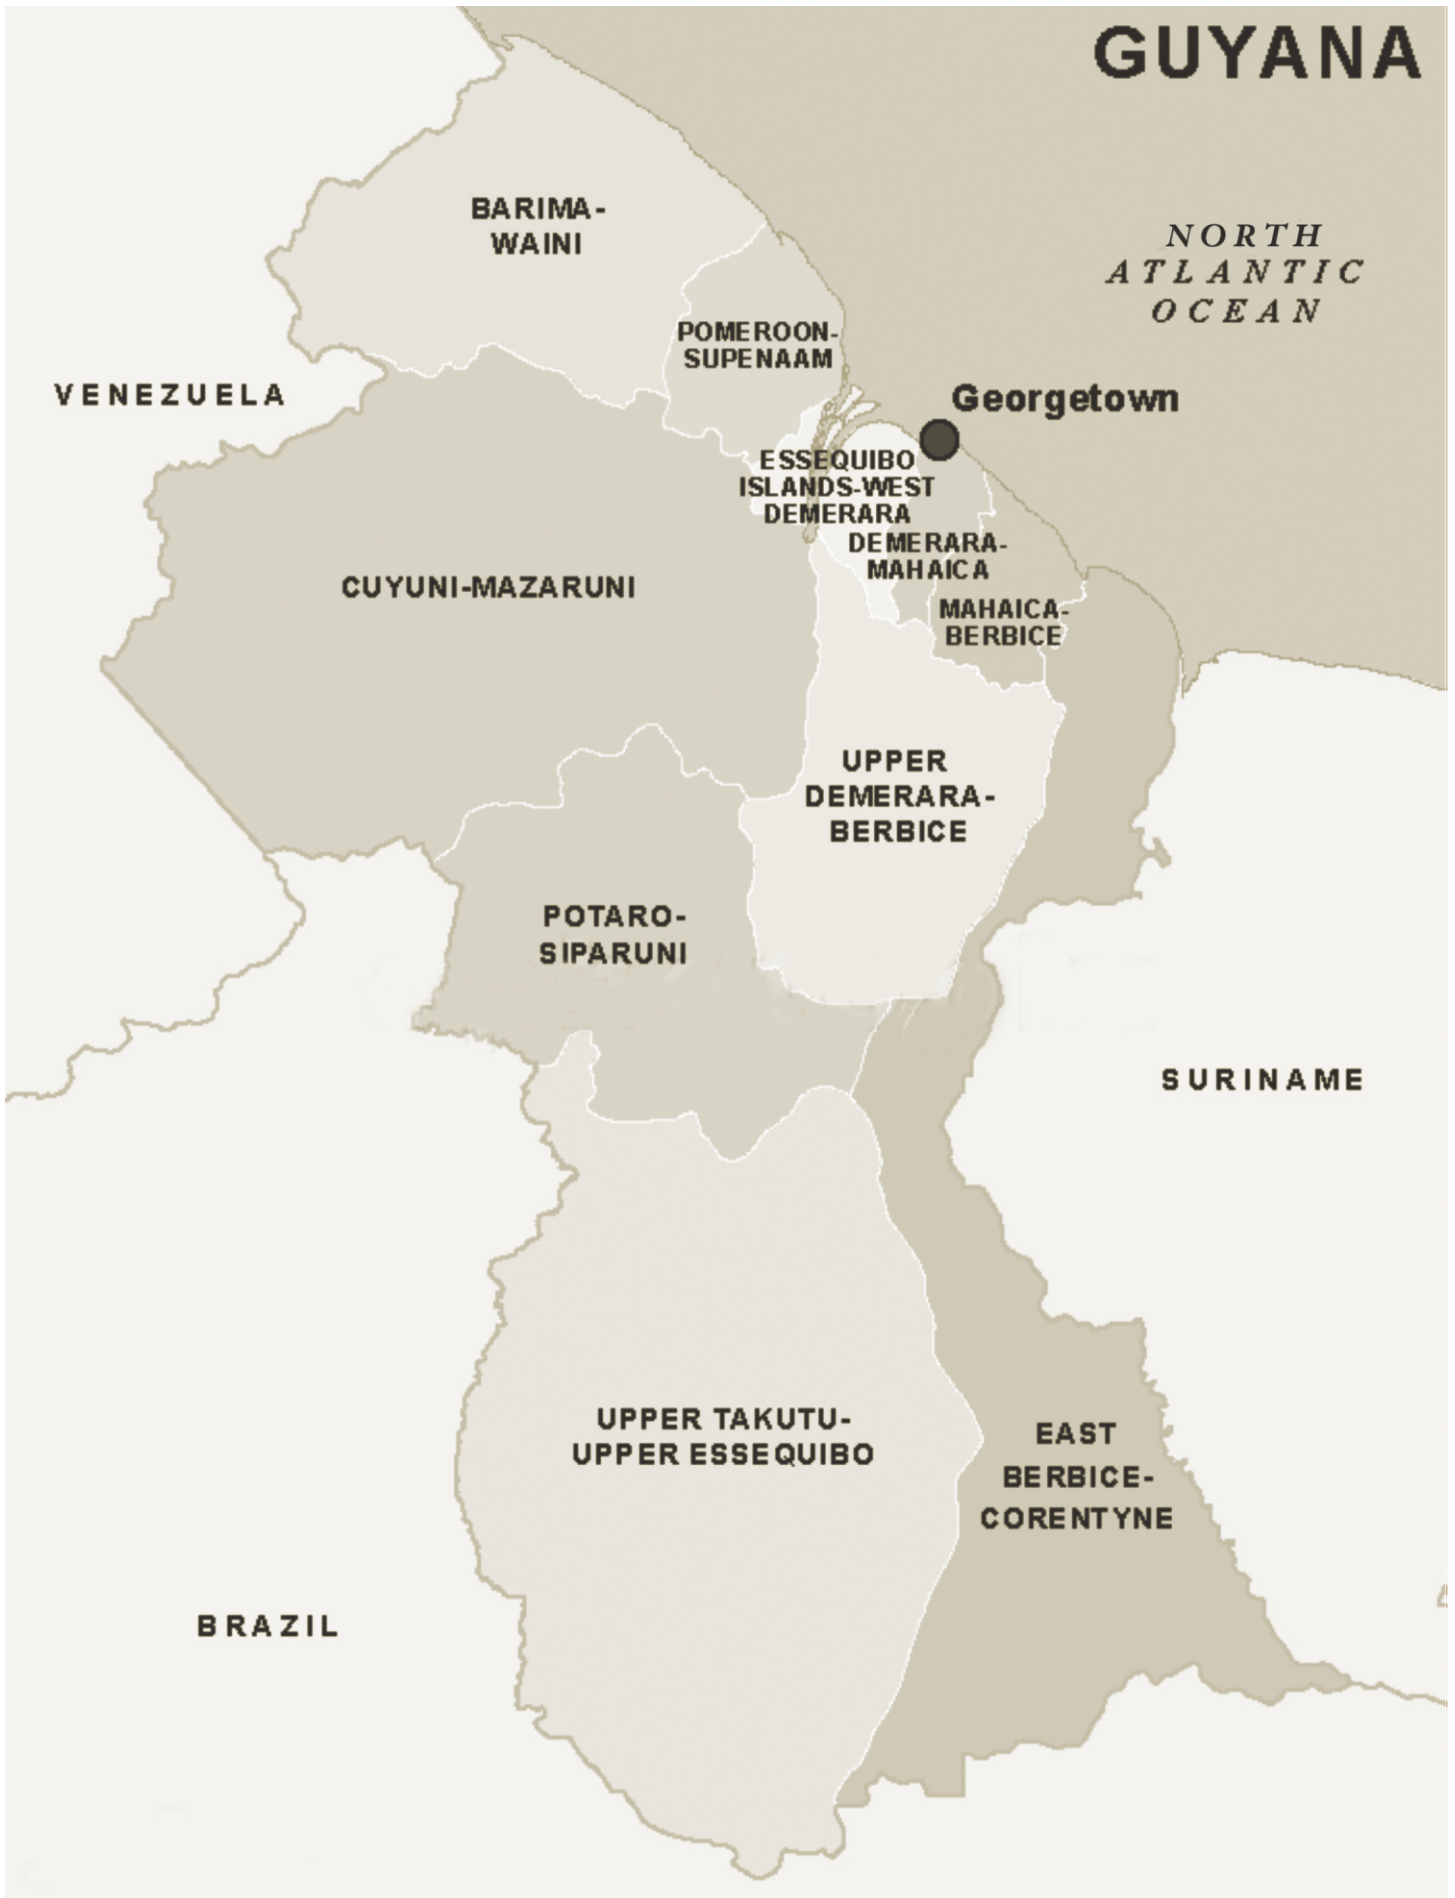 GUYANA
NORTH
ATLANTIC
OCEAN
BARIMA-
WAINI
POMEROON-
SUPENAAM
VENEZUELA
Georgetown
ESSEQUIBO
ISLANDS-WEST
DEMERARA
DEMERARA-
MAHAICA
CUYUNI-MAZARUNI
MAHAICA-
BERBICE
UPPER
DEMERARA-
BERBICE
POTARO-
SIPARUNI
SURINAME
UPPER TAKUTU-
UPPER ESSEQUIBO
EAST
BERBICE-
CORENTYNE
BRAZIL